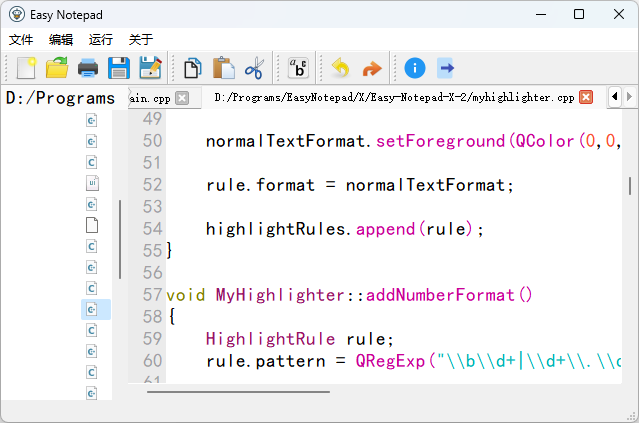 Easy Notepad
文件 编辑 运行 关于
abc
D:/Programs
ain.cpp
D:/Programs/EasyNotepad/X/Easy-Notepad-X-2/myhighlighter.cpp
49
50 normalTextFormat.setForeground(QColor(0,0,
51
52 rule.format = normalTextFormat;
53
54 highlightRules.append(rule);
55 }
56
57 void MyHighlighter::addNumberFormat()
58 {
59 HighlightRule rule;
60 rule.pattern = QRegExp("\\b\\d+|\\d+\\.\\d
61